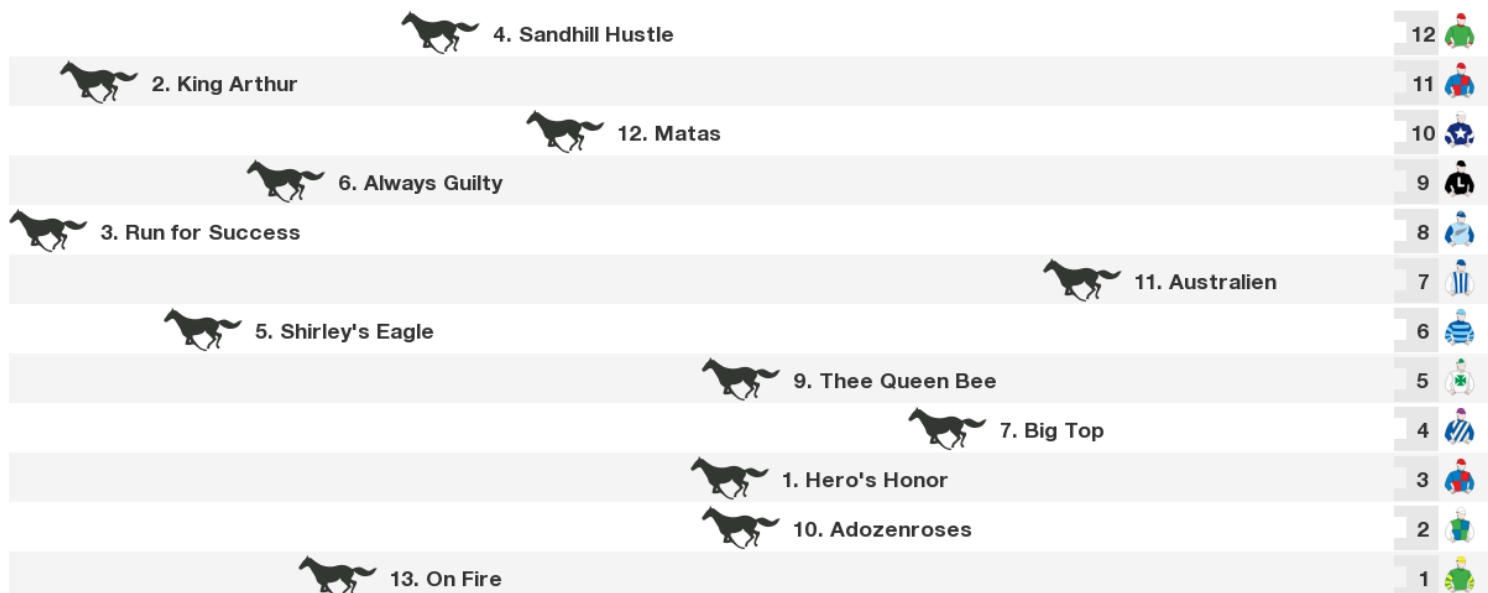 4. Sandhill Hustle 12
2. King Arthur 11
12. Matas 10
6. Always Guilty 9 L
3. Run for Success 8
11. Australien 7
5. Shirley's Eagle 6
9. Thee Queen Bee 5
7. Big Top 4
1. Hero's Honor 3
10. Adozenroses 2
13. On Fire 1